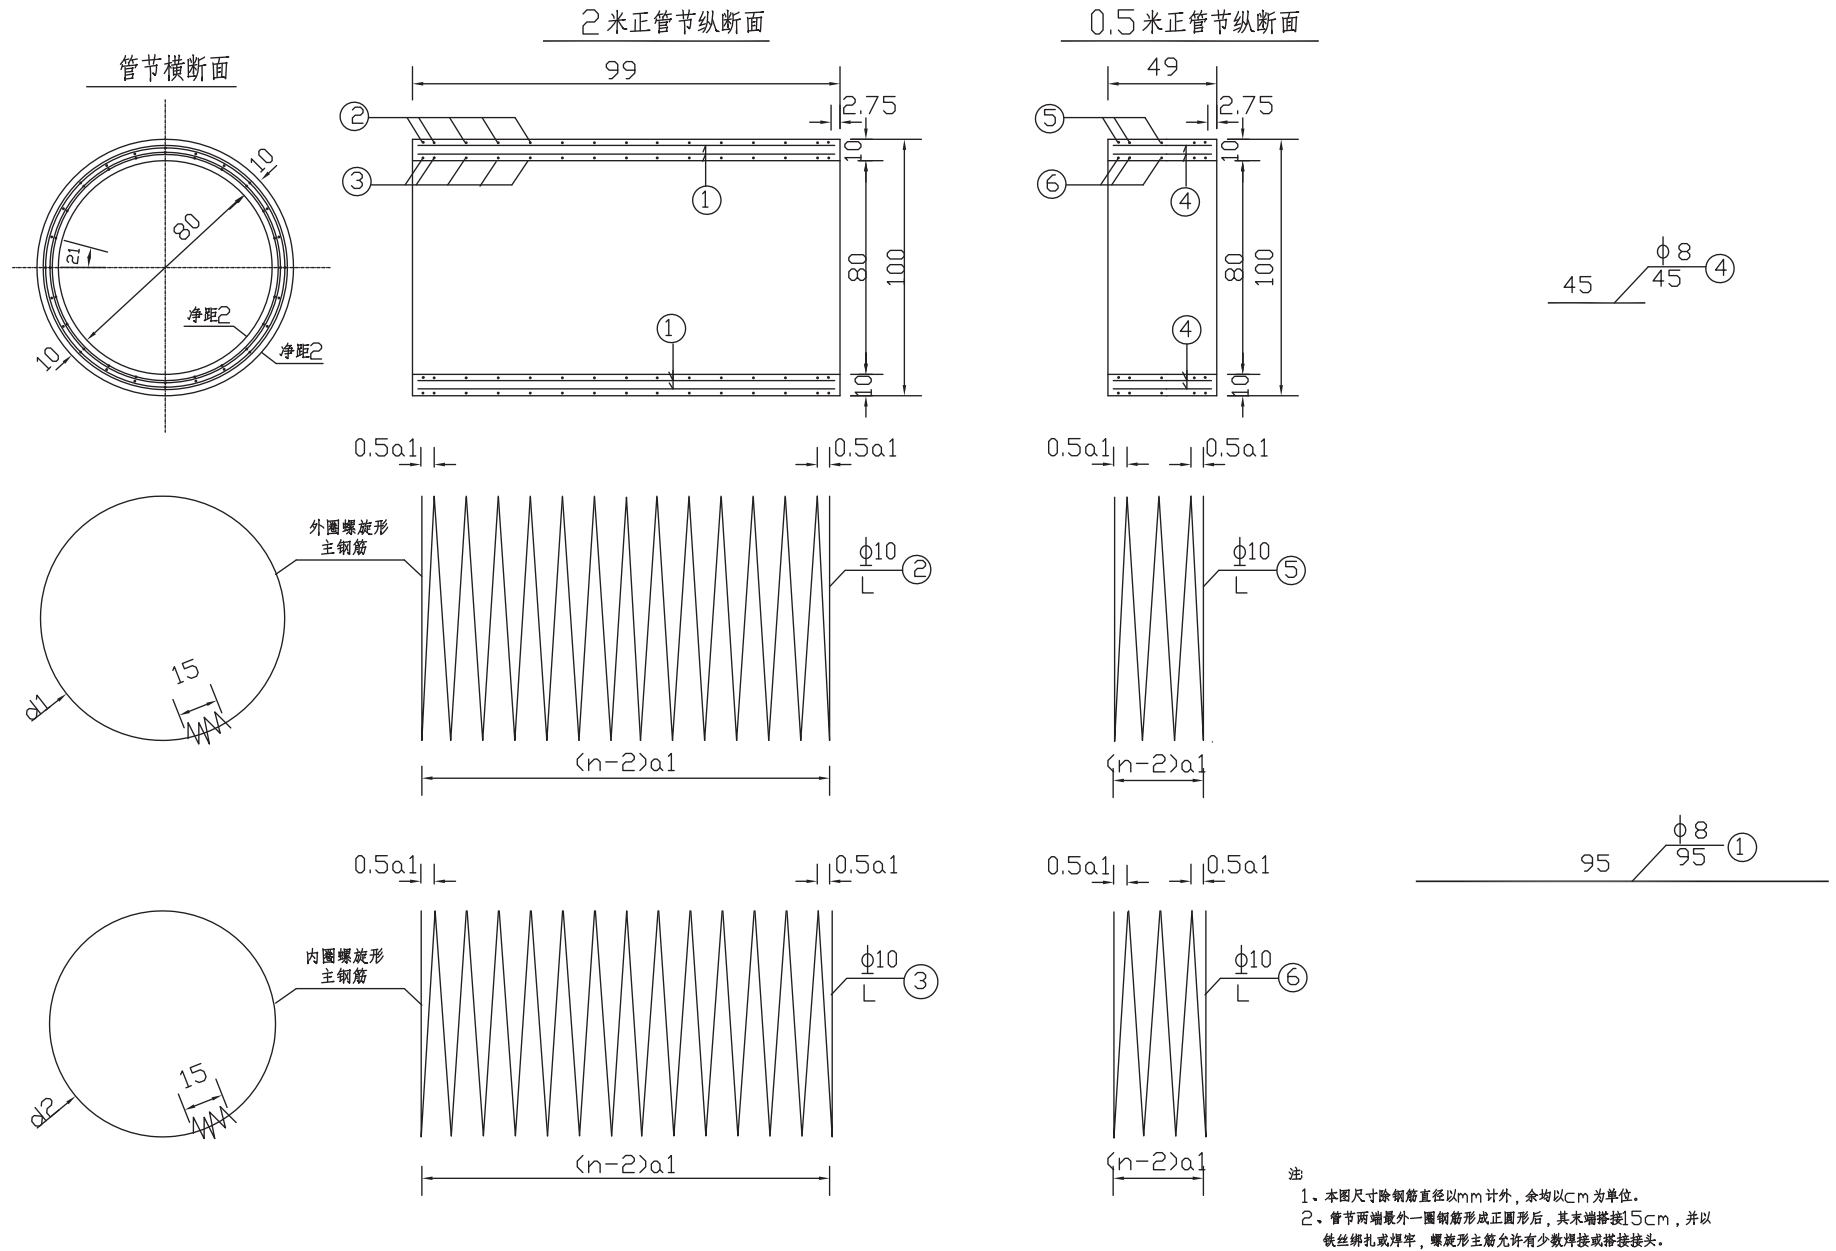 2 米正管节纵断面
0.5 米正管节纵断面
管节横断面
99
49
2.75
2.75
②
③
①
①
⑤
⑥
④
④
10
80
10
100
10
80
10
100
10
80
21
净距2
净距2
10
45
ϕ 8
45
④
0.5a1
0.5a1
0.5a1
0.5a1
外圈螺旋形
主钢筋
ϕ10
L
②
ϕ10
L
⑤
15
d1
(n-2)a1
(n-2)a1
95
ϕ 8
95
①
0.5a1
0.5a1
0.5a1
0.5a1
内圈螺旋形
主钢筋
ϕ10
L
③
ϕ10
L
⑥
15
d2
(n-2)a1
(n-2)a1
注
1、本图尺寸除钢筋直径以mm 计外，余均以cm 为单位。
2、管节两端最外一圈钢筋形成正圆形后，其末端搭接15cm，并以
铁丝绑扎或焊牢，螺旋形主筋允许有少数焊接或搭接接头。